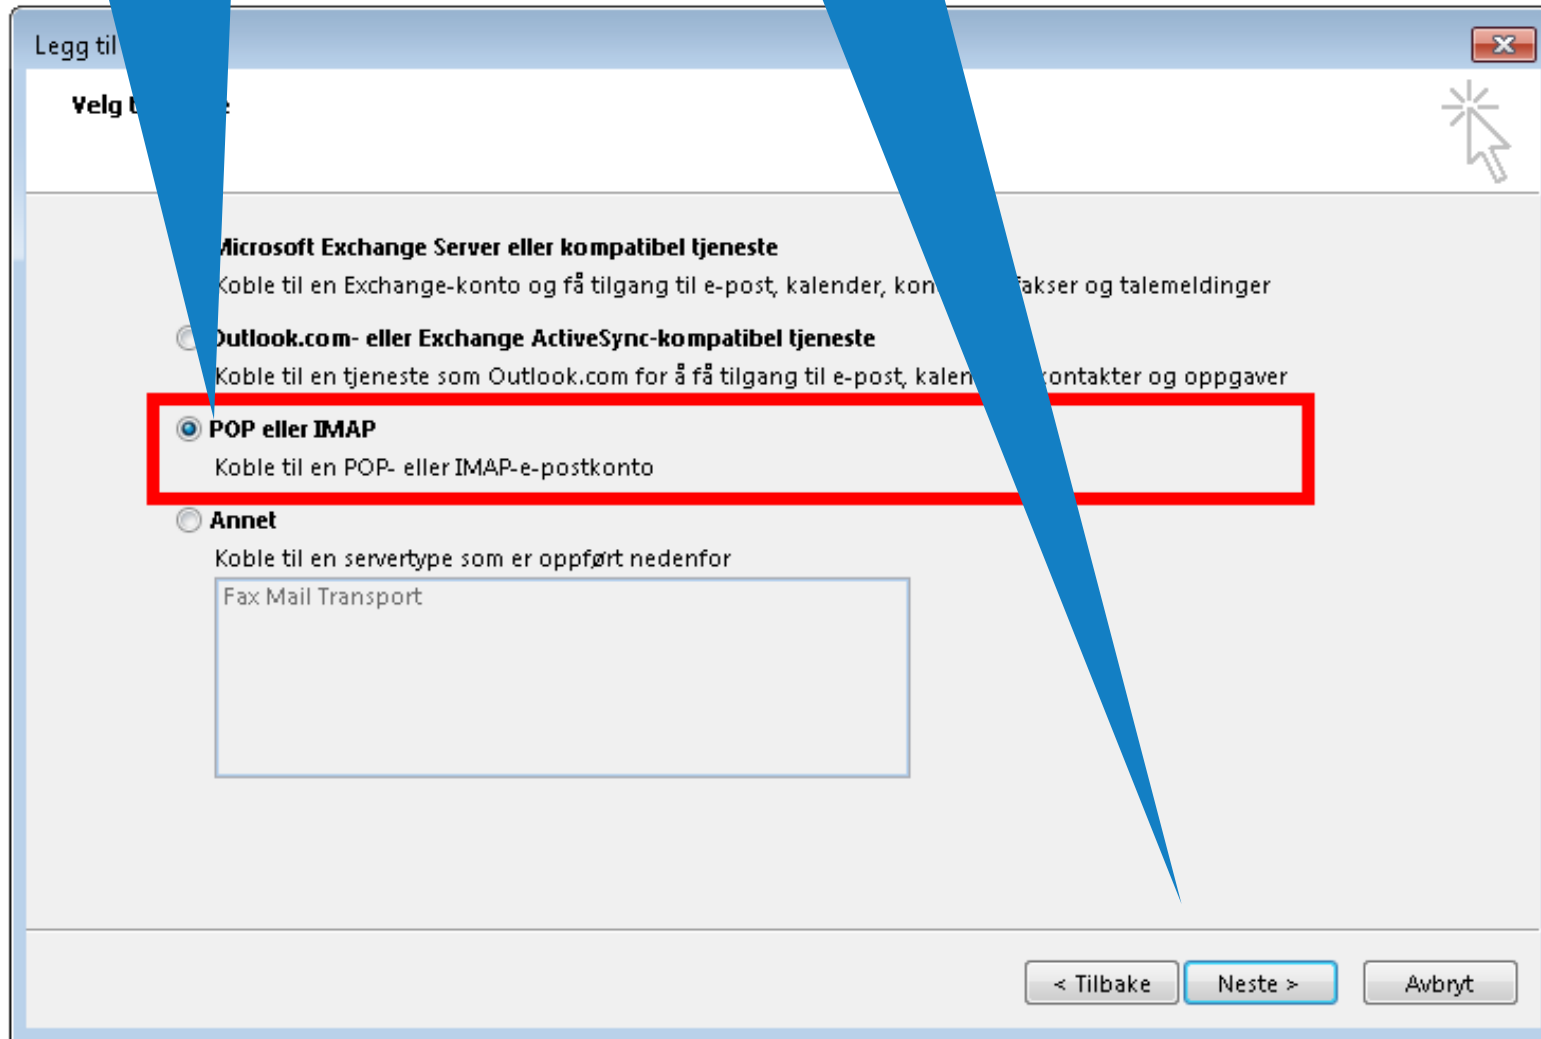 Legg til
Velg
Microsoft Exchange Server eller kompatibel tjeneste
Koble til en Exchange-konto og få tilgang til e-post, kalender, fakser og talemeldinger
Outlook.com- eller Exchange ActiveSync-kompatibel tjeneste
Koble til en tjeneste som Outlook.com for å få tilgang til e-post, kontakter og oppgaver
POP eller IMAP
Koble til en POP- eller IMAP-e-postkonto
Annet
Koble til en servertype som er oppført nedenfor
Fax Mail Transport
< Tilbake
Neste >
Avbryt